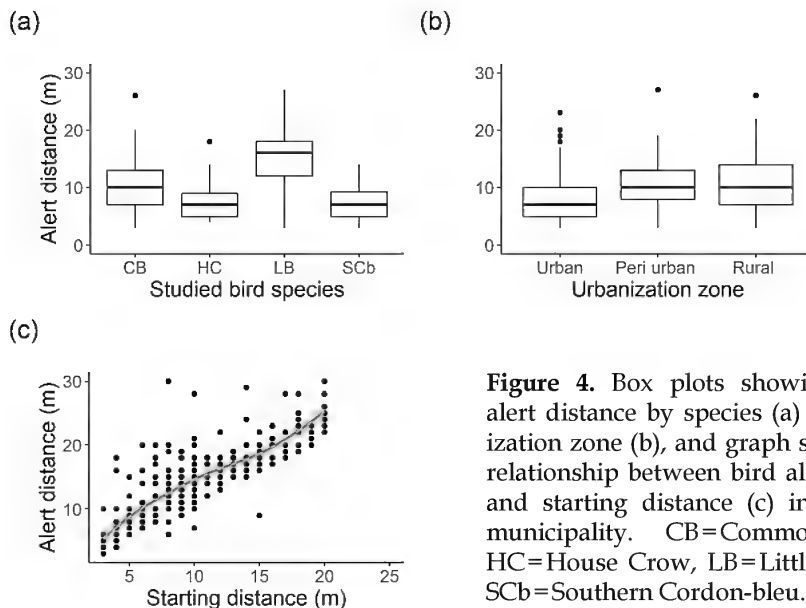 (a)
(b)
Alert distance (m)
30
20
10
0
CB HC LB SCb
Studied bird species
30
20
10
0
Urban Peri urban Rural
Urbanization zone
(c)
Alert distance (m)
30
20
10
5 10 15 20 25
Starting distance (m)
Figure 4. Box plots showi
alert distance by species (a)
ization zone (b), and graph s
relationship between bird al
and starting distance (c) in
municipality. CB=Commo
HC=House Crow, LB=Littl
SCb=Southern Cordon-bleu.